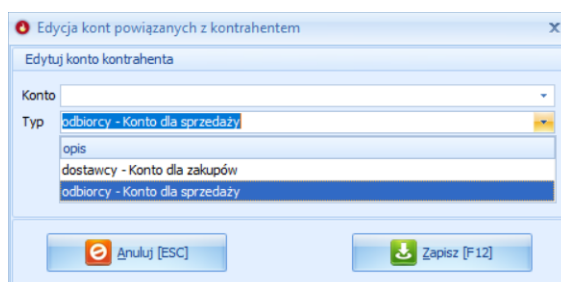 Edycja kont powiązanych z kontrahentem
x
Edytuj konto kontrahenta
Konto
Typ odbiorcy - Konto dla sprzedaży
opis
dostawcy - Konto dla zakupów
odbiorcy - Konto dla sprzedaży
Anuluj [ESC] Zapisz [F12]